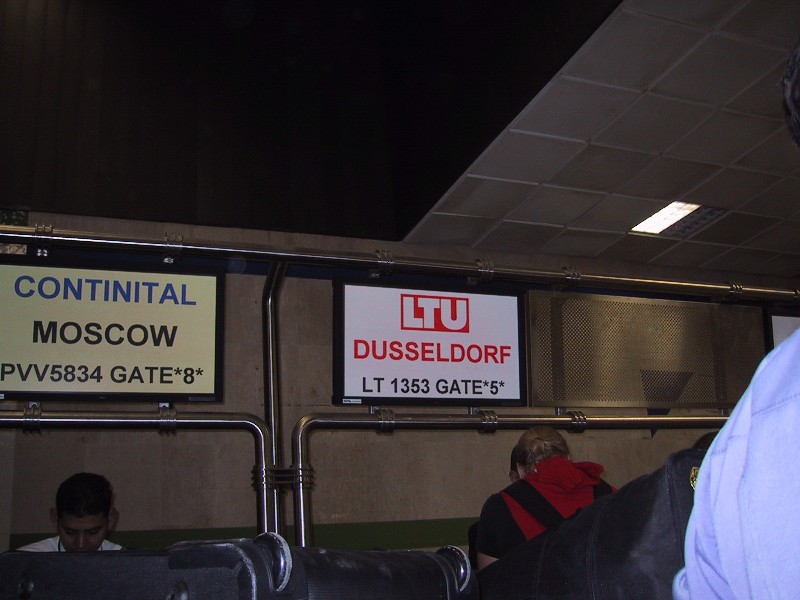 CONTINITAL
MOSCOW
PVV5834 GATE*8*
LTU
DUSSELDORF
LT 1353 GATE*5*